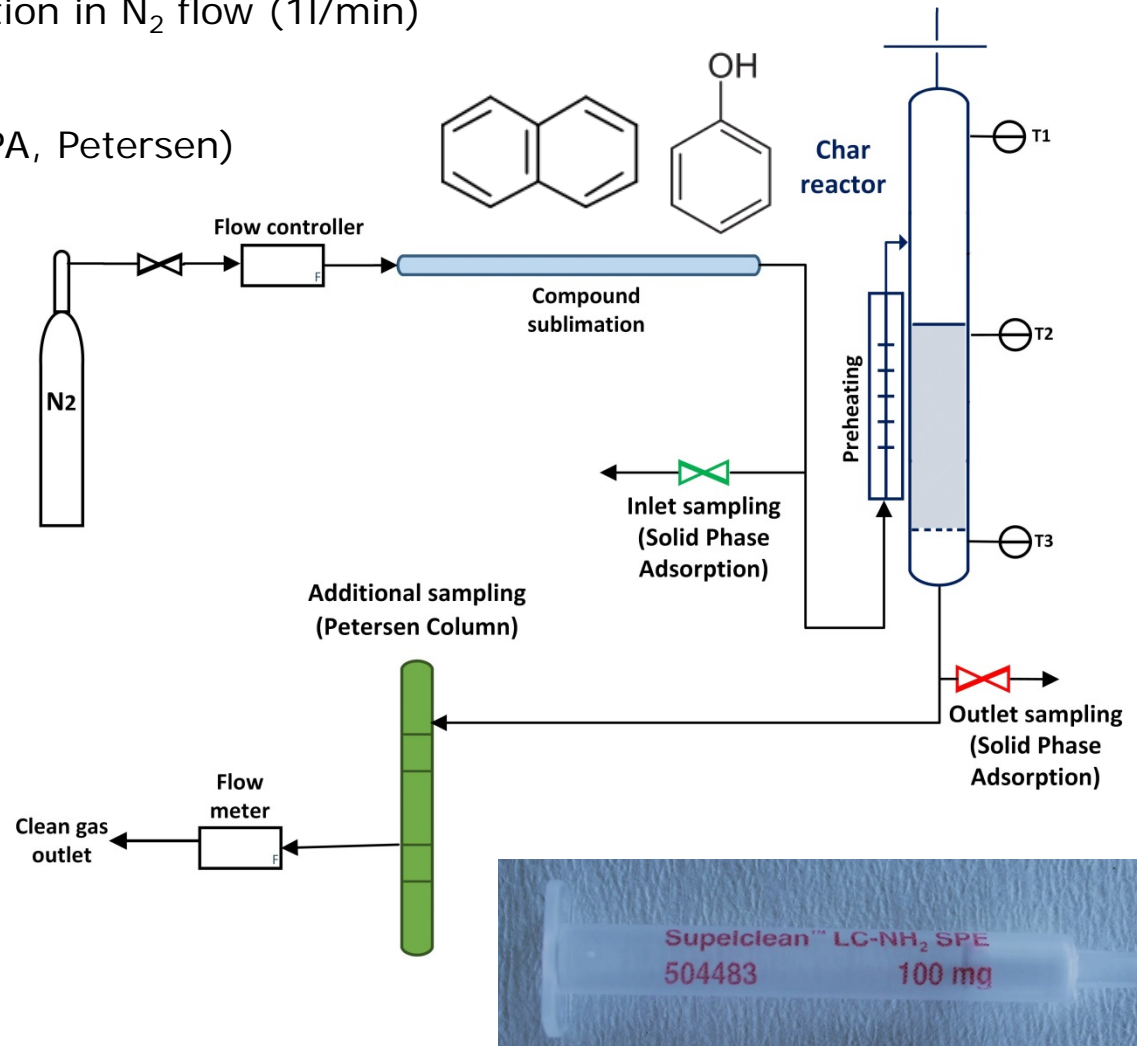 tion in N₂ flow (1l/min)
PA, Petersen)
OH
Char
reactor
T1
Flow controller
F
Compound
sublimation
T2
N2
Preheating
Inlet sampling
(Solid Phase
Adsorption)
T3
Additional sampling
(Petersen Column)
Outlet sampling
(Solid Phase
Adsorption)
Flow
meter
Clean gas
outlet
F
Supelclean™ LC-NH₂ SPE
504483 100 mg